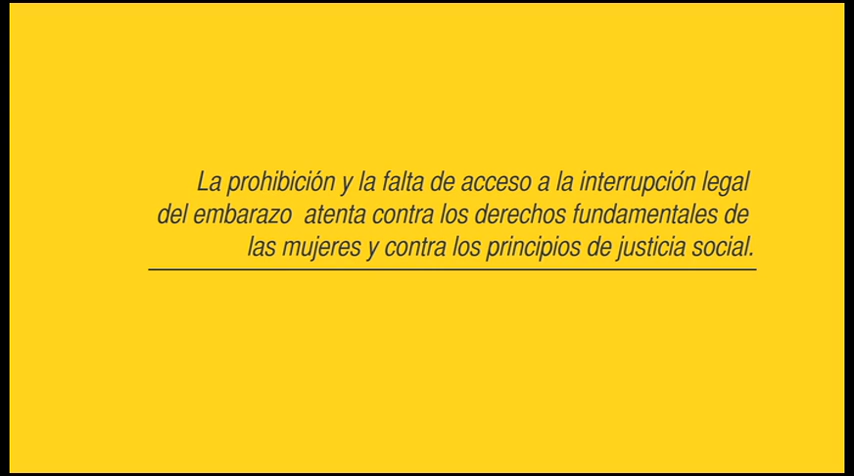 La prohibición y la falta de acceso a la interrupción legal
del embarazo atenta contra los derechos fundamentales de
las mujeres y contra los principios de justicia social.